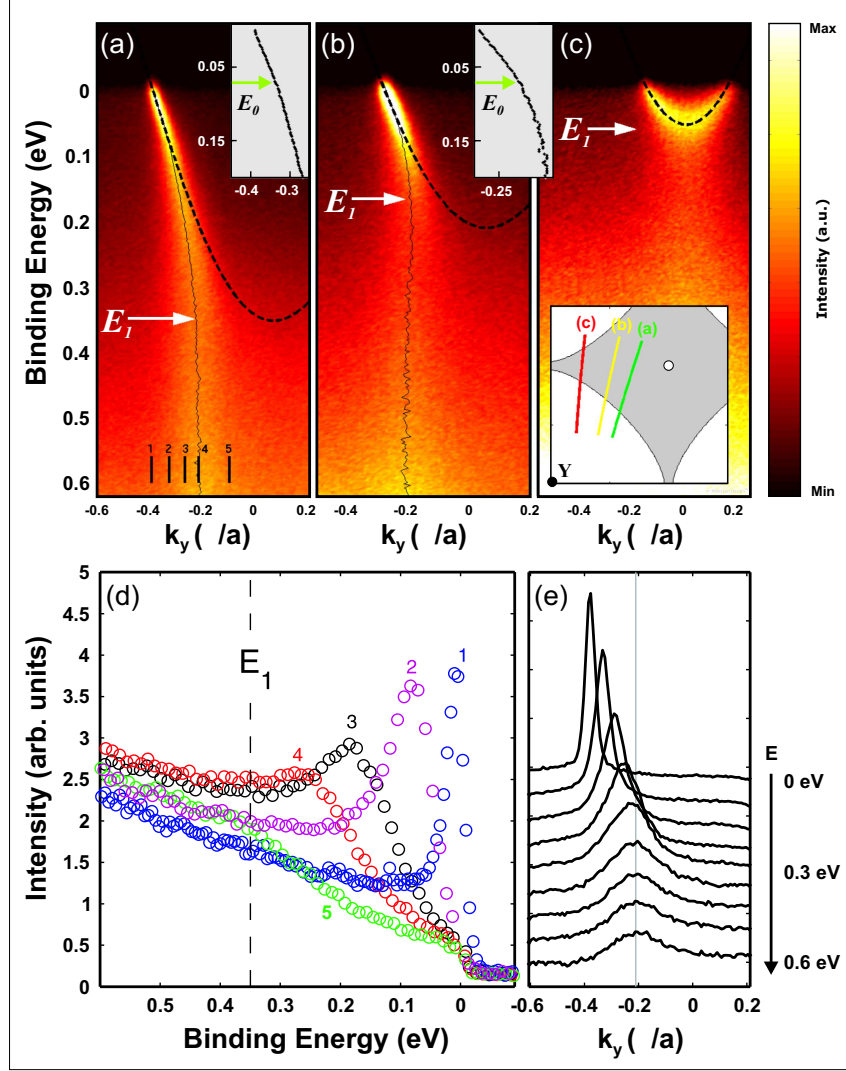 (a)
0.05
E0
0.15
-0.4 -0.3
(b)
0.05
E0
0.15
-0.25
(c)
Max
Intensity (a.u.)
Min
Binding Energy (eV)
0
0.1
0.2
0.3
0.4
0.5
0.6
E1
E1
E1
1 2 3 4 5
(c)
(b)
(a)
Y
-0.6 -0.4 -0.2 0 0.2
-0.4 -0.2 0 0.2
-0.4 -0.2 0 0.2
ky ( /a)
ky ( /a)
ky ( /a)
(d)
Intensity (arb. units)
5
4.5
4
3.5
3
2.5
2
1.5
1
0.5
0
E1
1
2
3
4
5
0.5 0.4 0.3 0.2 0.1 0
Binding Energy (eV)
(e)
E
0 eV
0.3 eV
0.6 eV
-0.6 -0.4 -0.2 0 0.2
ky ( /a)